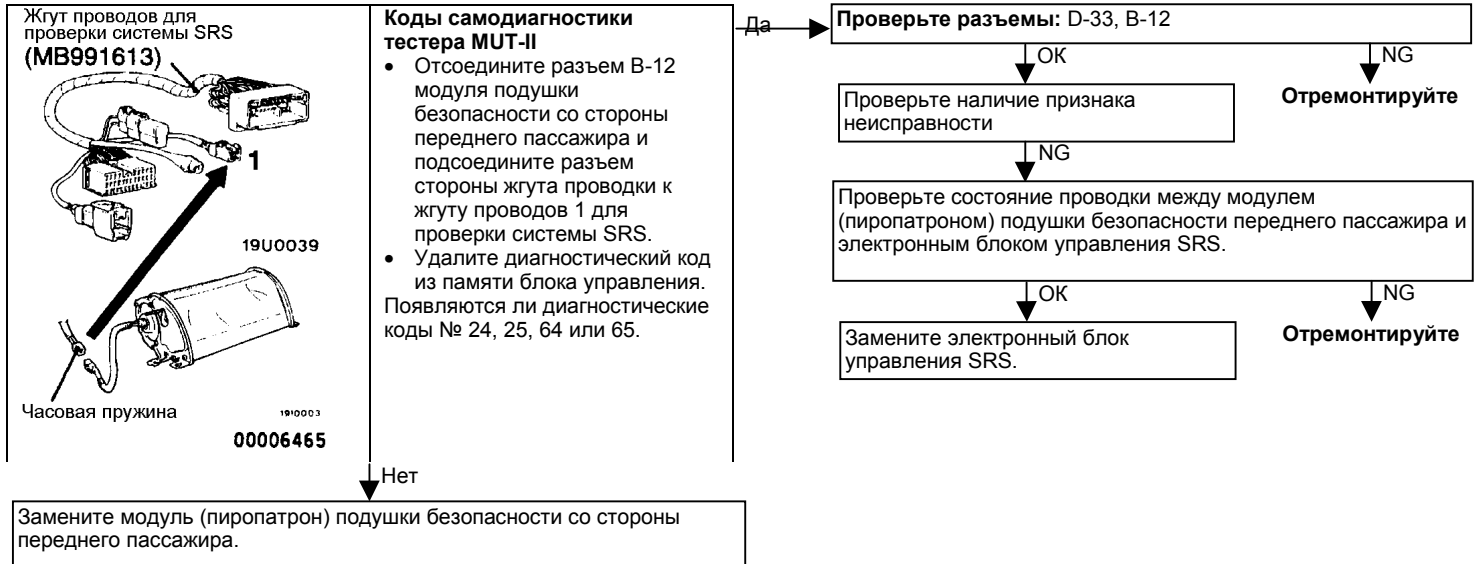 Жгут проводов для
проверки системы SRS
(MB991613)
1
19U0039
Часовая пружина
19I0003
00006465
Коды самодиагностики
тестера MUT-II
• Отсоедините разъем B-12
модуля подушки
безопасности со стороны
переднего пассажира и
подсоедините разъем
стороны жгута проводки к
жгуту проводов 1 для
проверки системы SRS.
• Удалите диагностический код
из памяти блока управления.
Появляются ли диагностические
коды № 24, 25, 64 или 65.
Да
Проверьте разъемы: D-33, B-12
OK
NG
Проверьте наличие признака
неисправности
Отремонтируйте
NG
Проверьте состояние проводки между модулем
(пиропатроном) подушки безопасности переднего пассажира и
электронным блоком управления SRS.
OK
NG
Замените электронный блок
управления SRS.
Отремонтируйте
Нет
Замените модуль (пиропатрон) подушки безопасности со стороны
переднего пассажира.